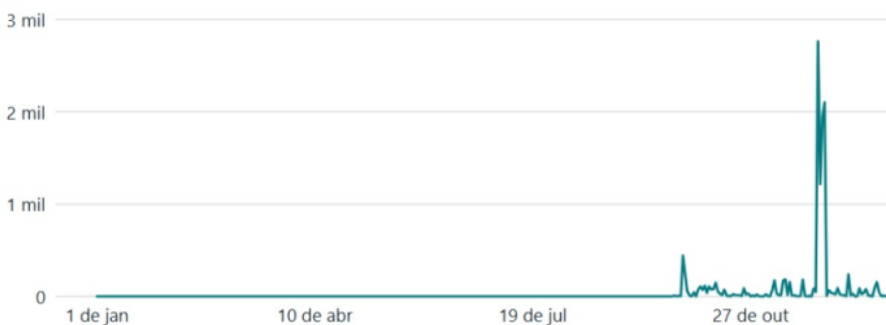 3 mil
2 mil
1 mil
0
1 de jan
10 de abr
19 de jul
27 de out